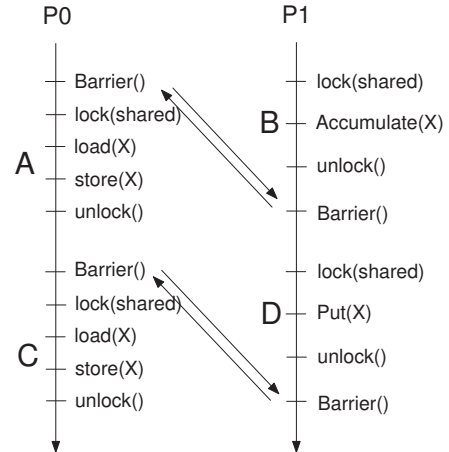 P0
Barrier()
lock(shared)
load(X)
A
store(X)
unlock()
Barrier()
lock(shared)
load(X)
C
store(X)
unlock()
P1
lock(shared)
B
Accumulate(X)
unlock()
Barrier()
lock(shared)
D
Put(X)
unlock()
Barrier()